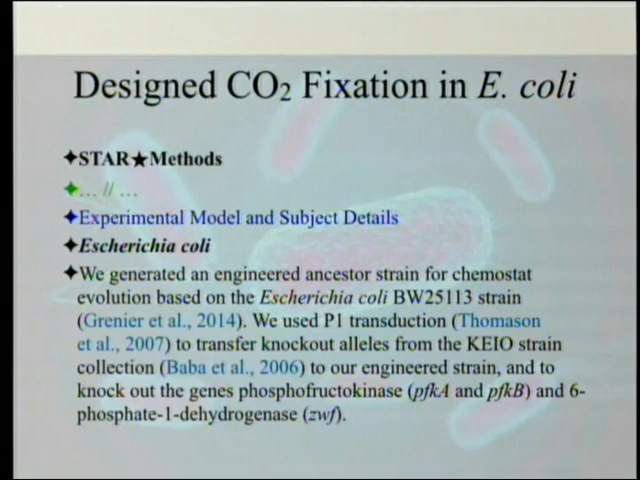 Designed CO₂ Fixation in E. coli
✦STAR★Methods
✦… // …
✦Experimental Model and Subject Details
✦Escherichia coli
✦We generated an engineered ancestor strain for chemostat
evolution based on the Escherichia coli BW25113 strain
(Grenier et al., 2014). We used P1 transduction (Thomason
et al., 2007) to transfer knockout alleles from the KEIO strain
collection (Baba et al., 2006) to our engineered strain, and to
knock out the genes phosphofructokinase (pfkA and pfkB) and 6-
phosphate-1-dehydrogenase (zwf).